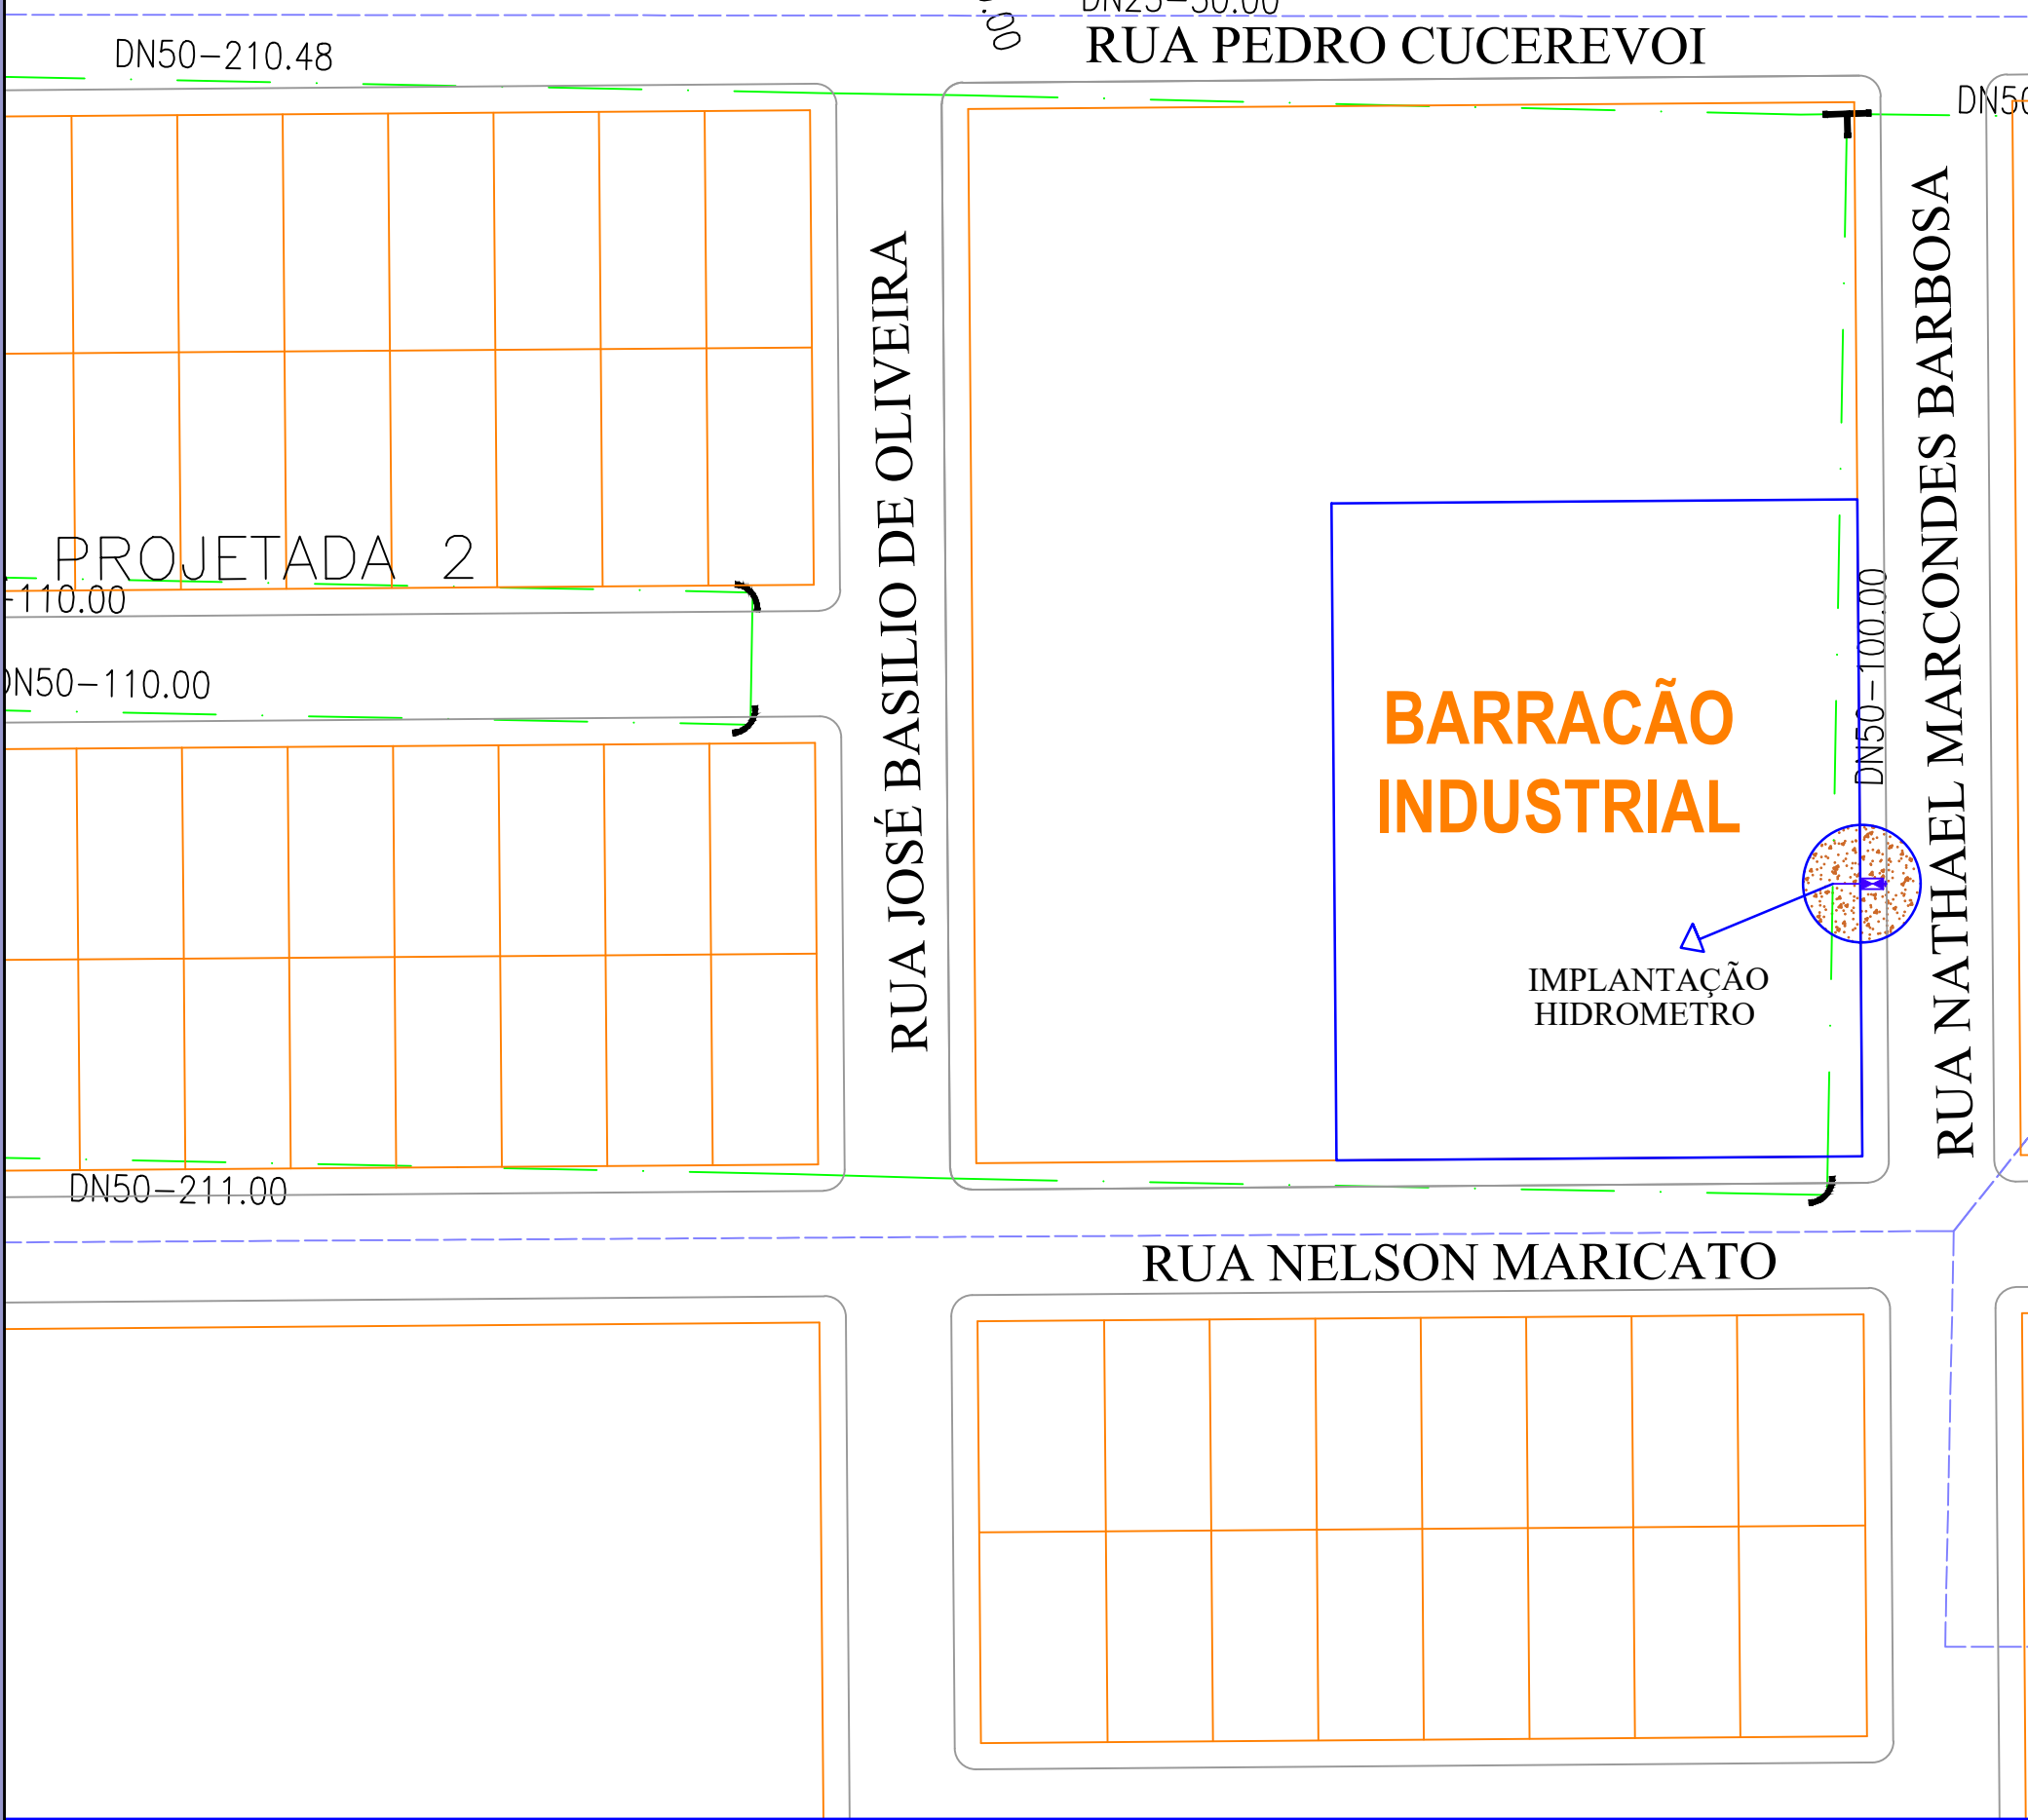 RUA PEDRO CUCEREVOI
DN50-210.48
RUA JOSÉ BASILIO DE OLIVEIRA
RUA NATHAEL MARCONDES BARBOSA
PROJETADA 2
-110.00
DN50-110.00
DN50-100.00
BARRACÃO
INDUSTRIAL
IMPLANTAÇÃO
HIDROMETRO
DN50-211.00
RUA NELSON MARICATO